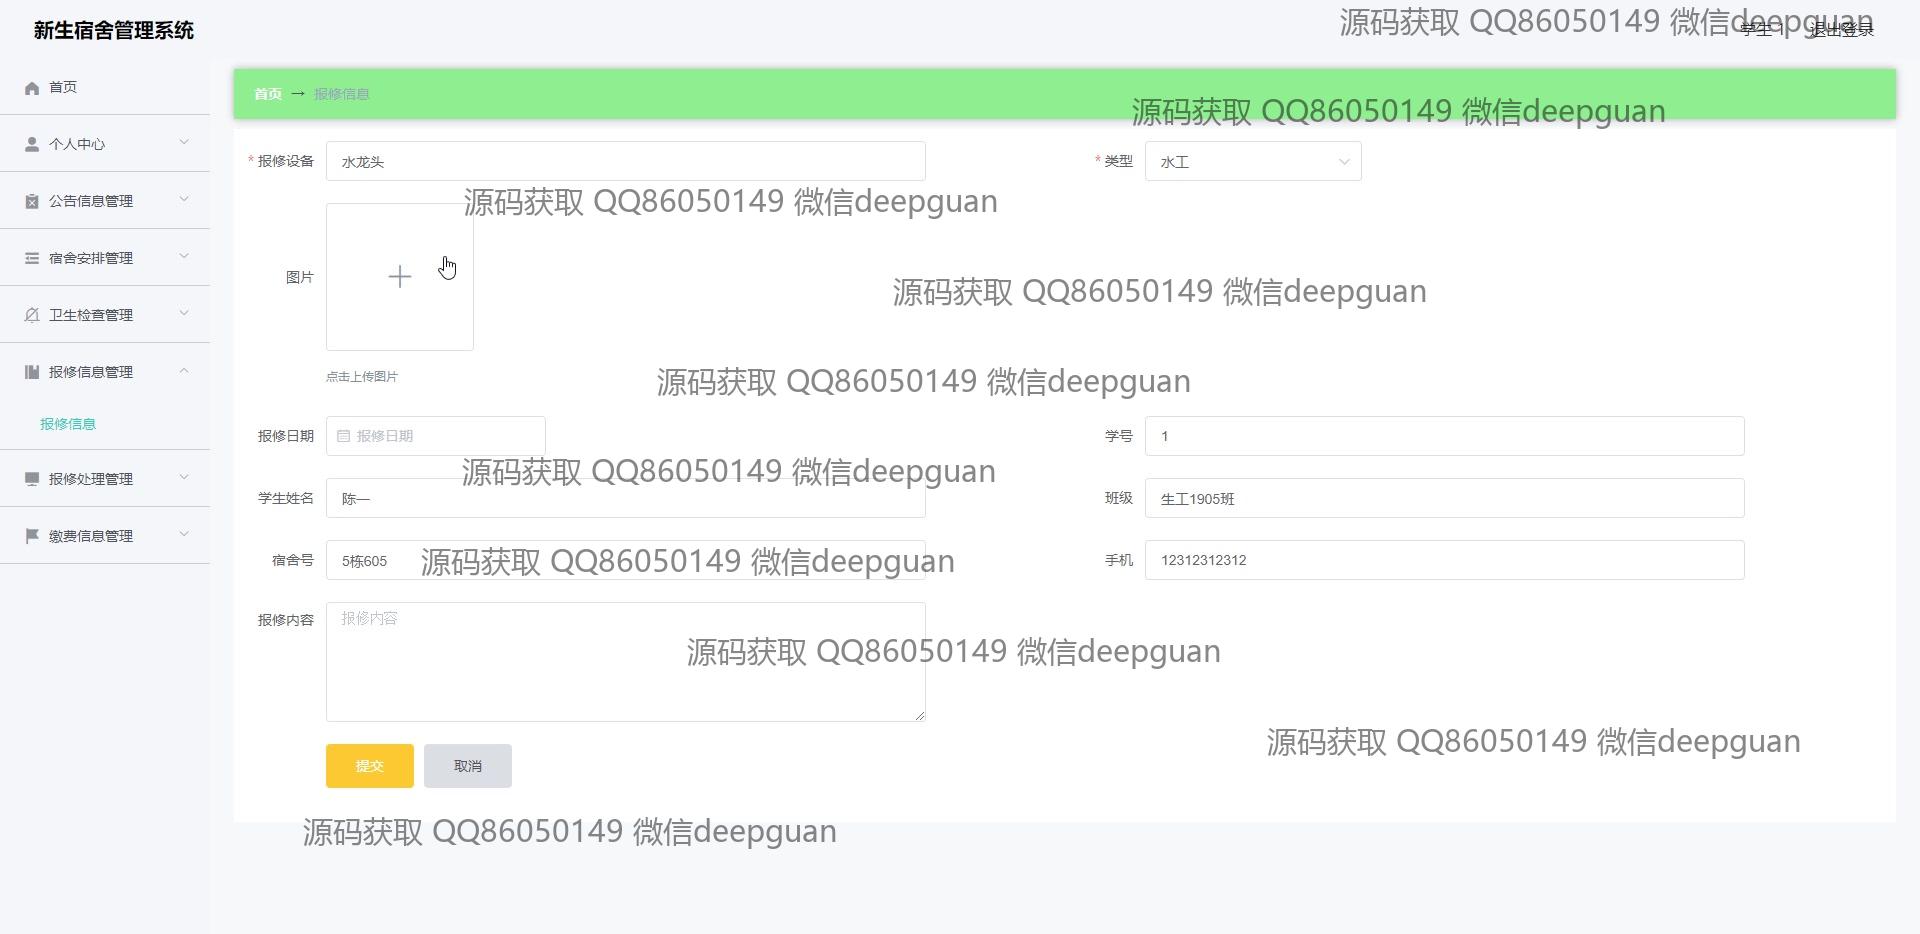 新生宿舍管理系统
源码获取 QQ86050149 微信deepguan
学生 1 退出登录
首页
首页 → 报修信息
源码获取 QQ86050149 微信deepguan
个人中心
* 报修设备 水龙头
* 类型 水工
公告信息管理
源码获取 QQ86050149 微信deepguan
宿舍安排管理
图片
源码获取 QQ86050149 微信deepguan
卫生检查管理
报修信息管理
点击上传图片
源码获取 QQ86050149 微信deepguan
报修信息
报修日期 报修日期
学号 1
报修处理管理
源码获取 QQ86050149 微信deepguan
学生姓名 陈一
班级 生工1905班
缴费信息管理
宿舍号 5栋605
源码获取 QQ86050149 微信deepguan
手机 12312312312
报修内容 报修内容
源码获取 QQ86050149 微信deepguan
源码获取 QQ86050149 微信deepguan
提交 取消
源码获取 QQ86050149 微信deepguan